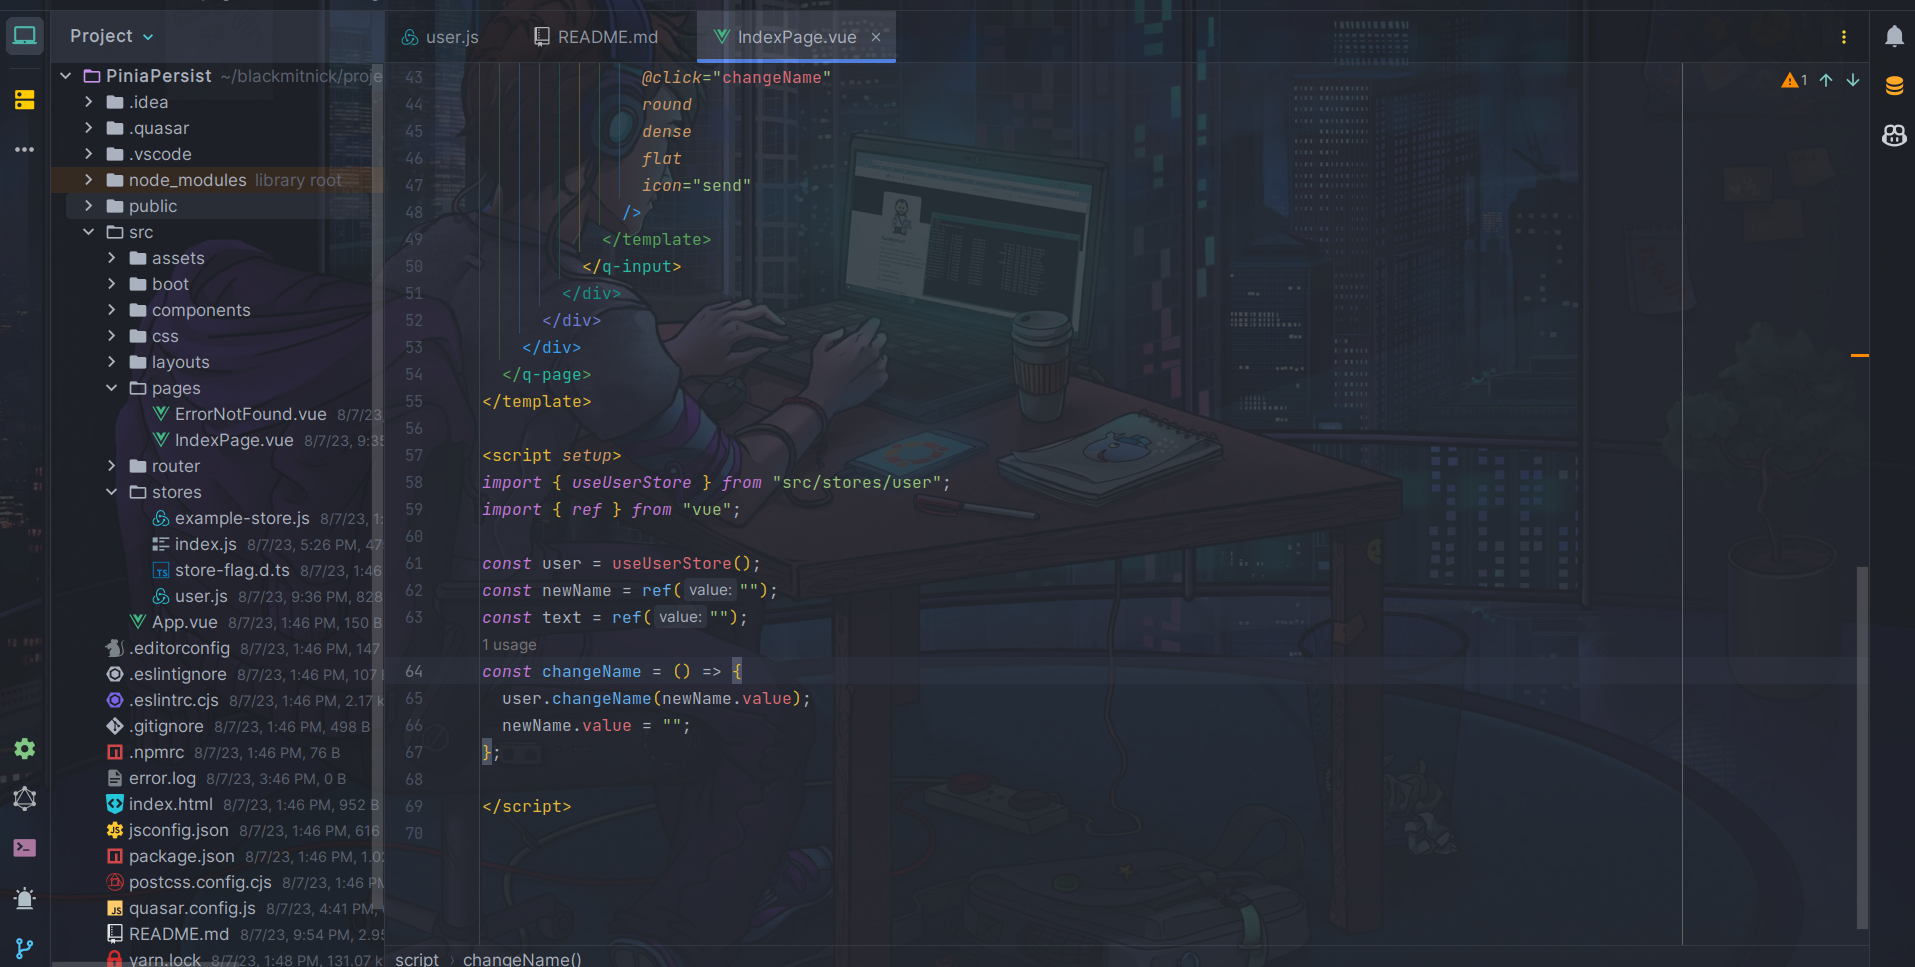 Project
user.js
README.md
IndexPage.vue
PiniaPersist ~/blackmitnick/proje
.idea
.quasar
.vscode
node_modules library root
public
src
assets
boot
components
css
layouts
pages
ErrorNotFound.vue 8/7/23,
IndexPage.vue 8/7/23, 9:35
router
stores
example-store.js 8/7/23, 1:
index.js 8/7/23, 5:26 PM, 47
store-flag.d.ts 8/7/23, 1:46
user.js 8/7/23, 9:36 PM, 828
App.vue 8/7/23, 1:46 PM, 150 B
.editorconfig 8/7/23, 1:46 PM, 147
.eslintignore 8/7/23, 1:46 PM, 107
.eslintrc.cjs 8/7/23, 1:46 PM, 2.17 k
.gitignore 8/7/23, 1:46 PM, 498 B
.npmrc 8/7/23, 1:46 PM, 76 B
error.log 8/7/23, 3:46 PM, 0 B
index.html 8/7/23, 1:46 PM, 952 B
jsconfig.json 8/7/23, 1:46 PM, 616
package.json 8/7/23, 1:46 PM, 1.02
postcss.config.cjs 8/7/23, 1:46 PM
quasar.config.js 8/7/23, 4:41 PM,
README.md 8/7/23, 9:54 PM, 2.95
yarn.lock 8/7/23, 1:48 PM, 131.07 k
43 @click="changeName"
44 round
45 dense
46 flat
47 icon="send"
48 />
49 </template>
50 </q-input>
51 </div>
52 </div>
53 </div>
54 </q-page>
55 </template>
56
57 <script setup>
58 import { useUserStore } from "src/stores/user";
59 import { ref } from "vue";
60
61 const user = useUserStore();
62 const newName = ref( value: "");
63 const text = ref( value: "");
1 usage
64 const changeName = () => {
65 user.changeName(newName.value);
66 newName.value = "";
67 };
68
69 </script>
70
1
script › changeName()